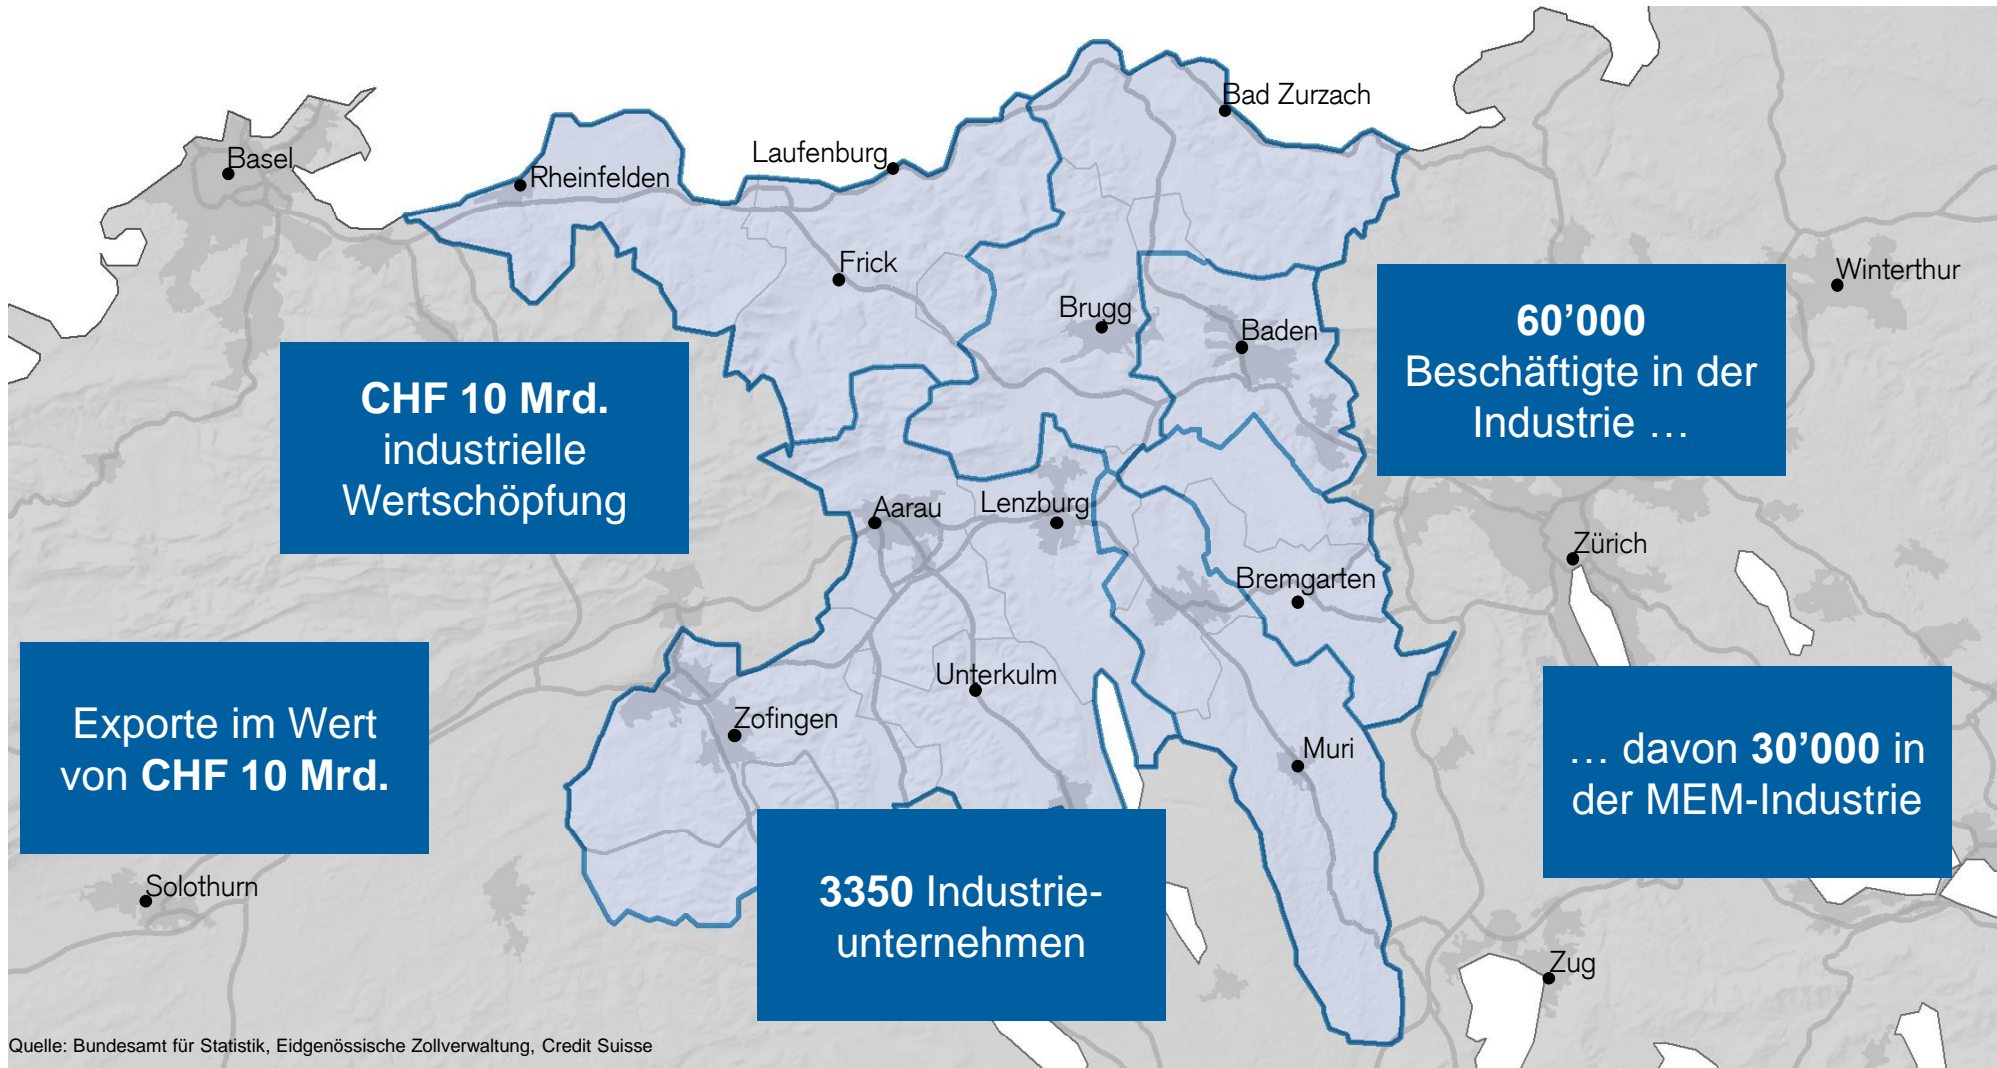 Bad Zurzach
Basel
Laufenburg
Rheinfelden
Frick
Winterthur
Brugg
Baden
60’000
Beschäftigte in der
Industrie …
CHF 10 Mrd.
industrielle
Wertschöpfung
Aarau
Lenzburg
Zürich
Bremgarten
Unterkulm
Exporte im Wert
von CHF 10 Mrd.
Zofingen
Muri
… davon 30’000 in
der MEM-Industrie
Solothurn
3350 Industrie-
unternehmen
Zug
Quelle: Bundesamt für Statistik, Eidgenössische Zollverwaltung, Credit Suisse